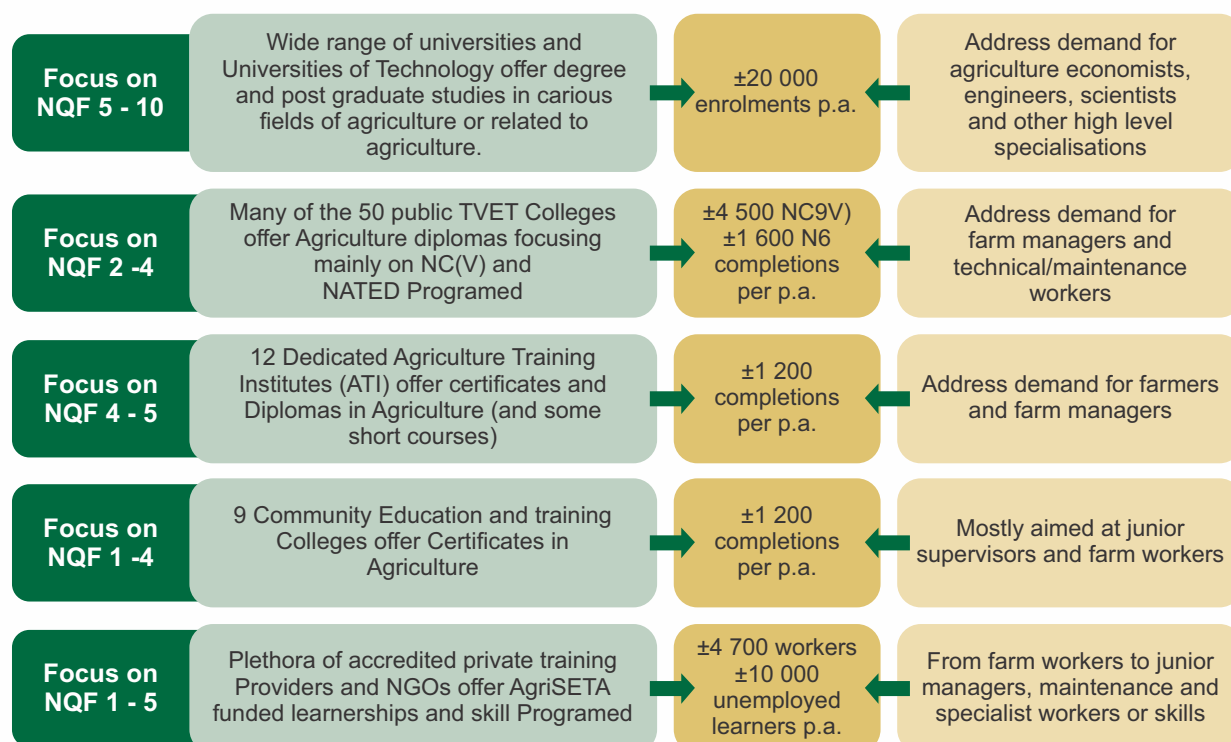 Focus on
NQF 5 - 10
Wide range of universities and
Universities of Technology offer degree
and post graduate studies in carious
fields of agriculture or related to
agriculture.
±20 000
enrolments p.a.
Address demand for
agriculture economists,
engineers, scientists
and other high level
specialisations
Focus on
NQF 2 -4
Many of the 50 public TVET Colleges
offer Agriculture diplomas focusing
mainly on NC(V) and
NATED Programed
±4 500 NC9V)
±1 600 N6
completions
per p.a.
Address demand for
farm managers and
technical/maintenance
workers
Focus on
NQF 4 - 5
12 Dedicated Agriculture Training
Institutes (ATI) offer certificates and
Diplomas in Agriculture (and some
short courses)
±1 200
completions
per p.a.
Address demand for farmers
and farm managers
Focus on
NQF 1 -4
9 Community Education and training
Colleges offer Certificates in
Agriculture
±1 200
completions
per p.a.
Mostly aimed at junior
supervisors and farm workers
Focus on
NQF 1 - 5
Plethora of accredited private training
Providers and NGOs offer AgriSETA
funded learnerships and skill Programed
±4 700 workers
±10 000
unemployed
learners p.a.
From farm workers to junior
managers, maintenance and
specialist workers or skills